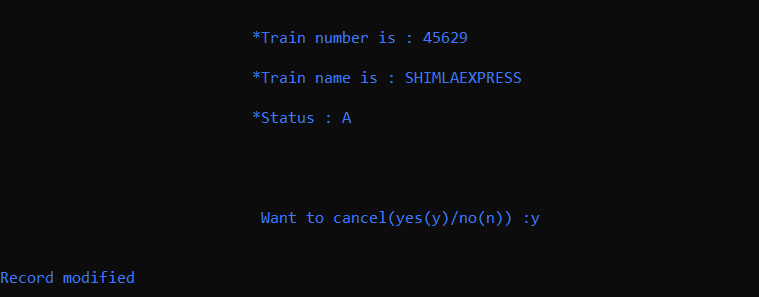 *Train number is : 45629
*Train name is : SHIMLAEXPRESS
*Status : A
Want to cancel(yes(y)/no(n)) :y
Record modified